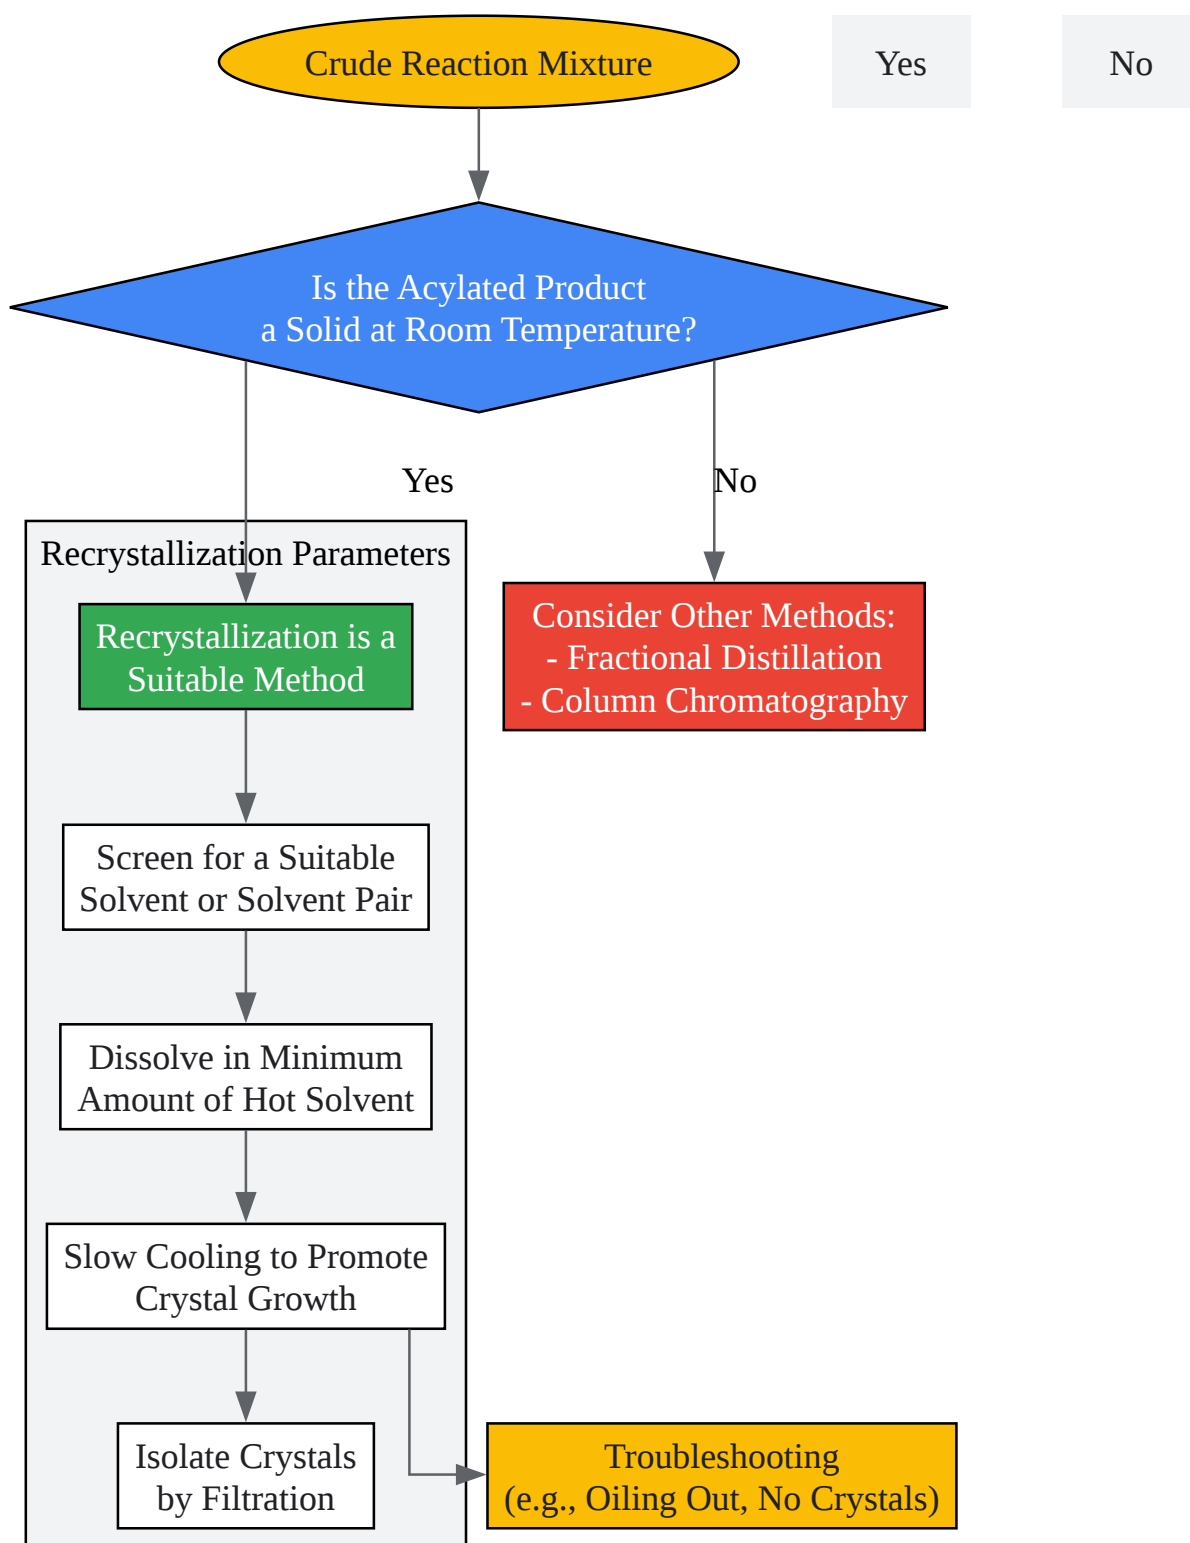 Crude Reaction Mixture
Yes
No
Is the Acylated Product
a Solid at Room Temperature?
Yes
No
Recrystallization Parameters
Recrystallization is a
Suitable Method
Consider Other Methods:
- Fractional Distillation
- Column Chromatography
Screen for a Suitable
Solvent or Solvent Pair
Dissolve in Minimum
Amount of Hot Solvent
Slow Cooling to Promote
Crystal Growth
Isolate Crystals
by Filtration
Troubleshooting
(e.g., Oiling Out, No Crystals)